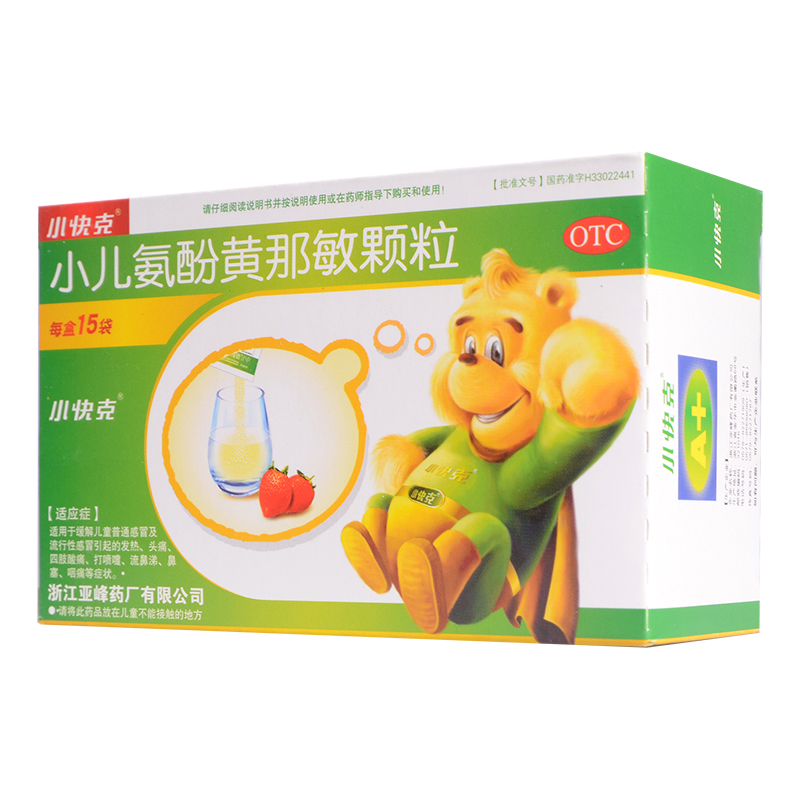 请仔细阅读说明书并按说明使用或在药师指导下购买和使用!
【批准文号】国药准字H33022441
小快克®
OTC
小儿氨酚黄那敏颗粒
每盒15袋
小快克®
小快克®
小快克®
【适应症】
适用于缓解儿童普通感冒及
流行性感冒引起的发热、头痛、
四肢酸痛、打喷嚏、流鼻涕、鼻
塞、咽痛等症状。
浙江亚峰药厂有限公司
●·请将此药品放在儿童不能接触的地方
小快克®
小快克®
A+